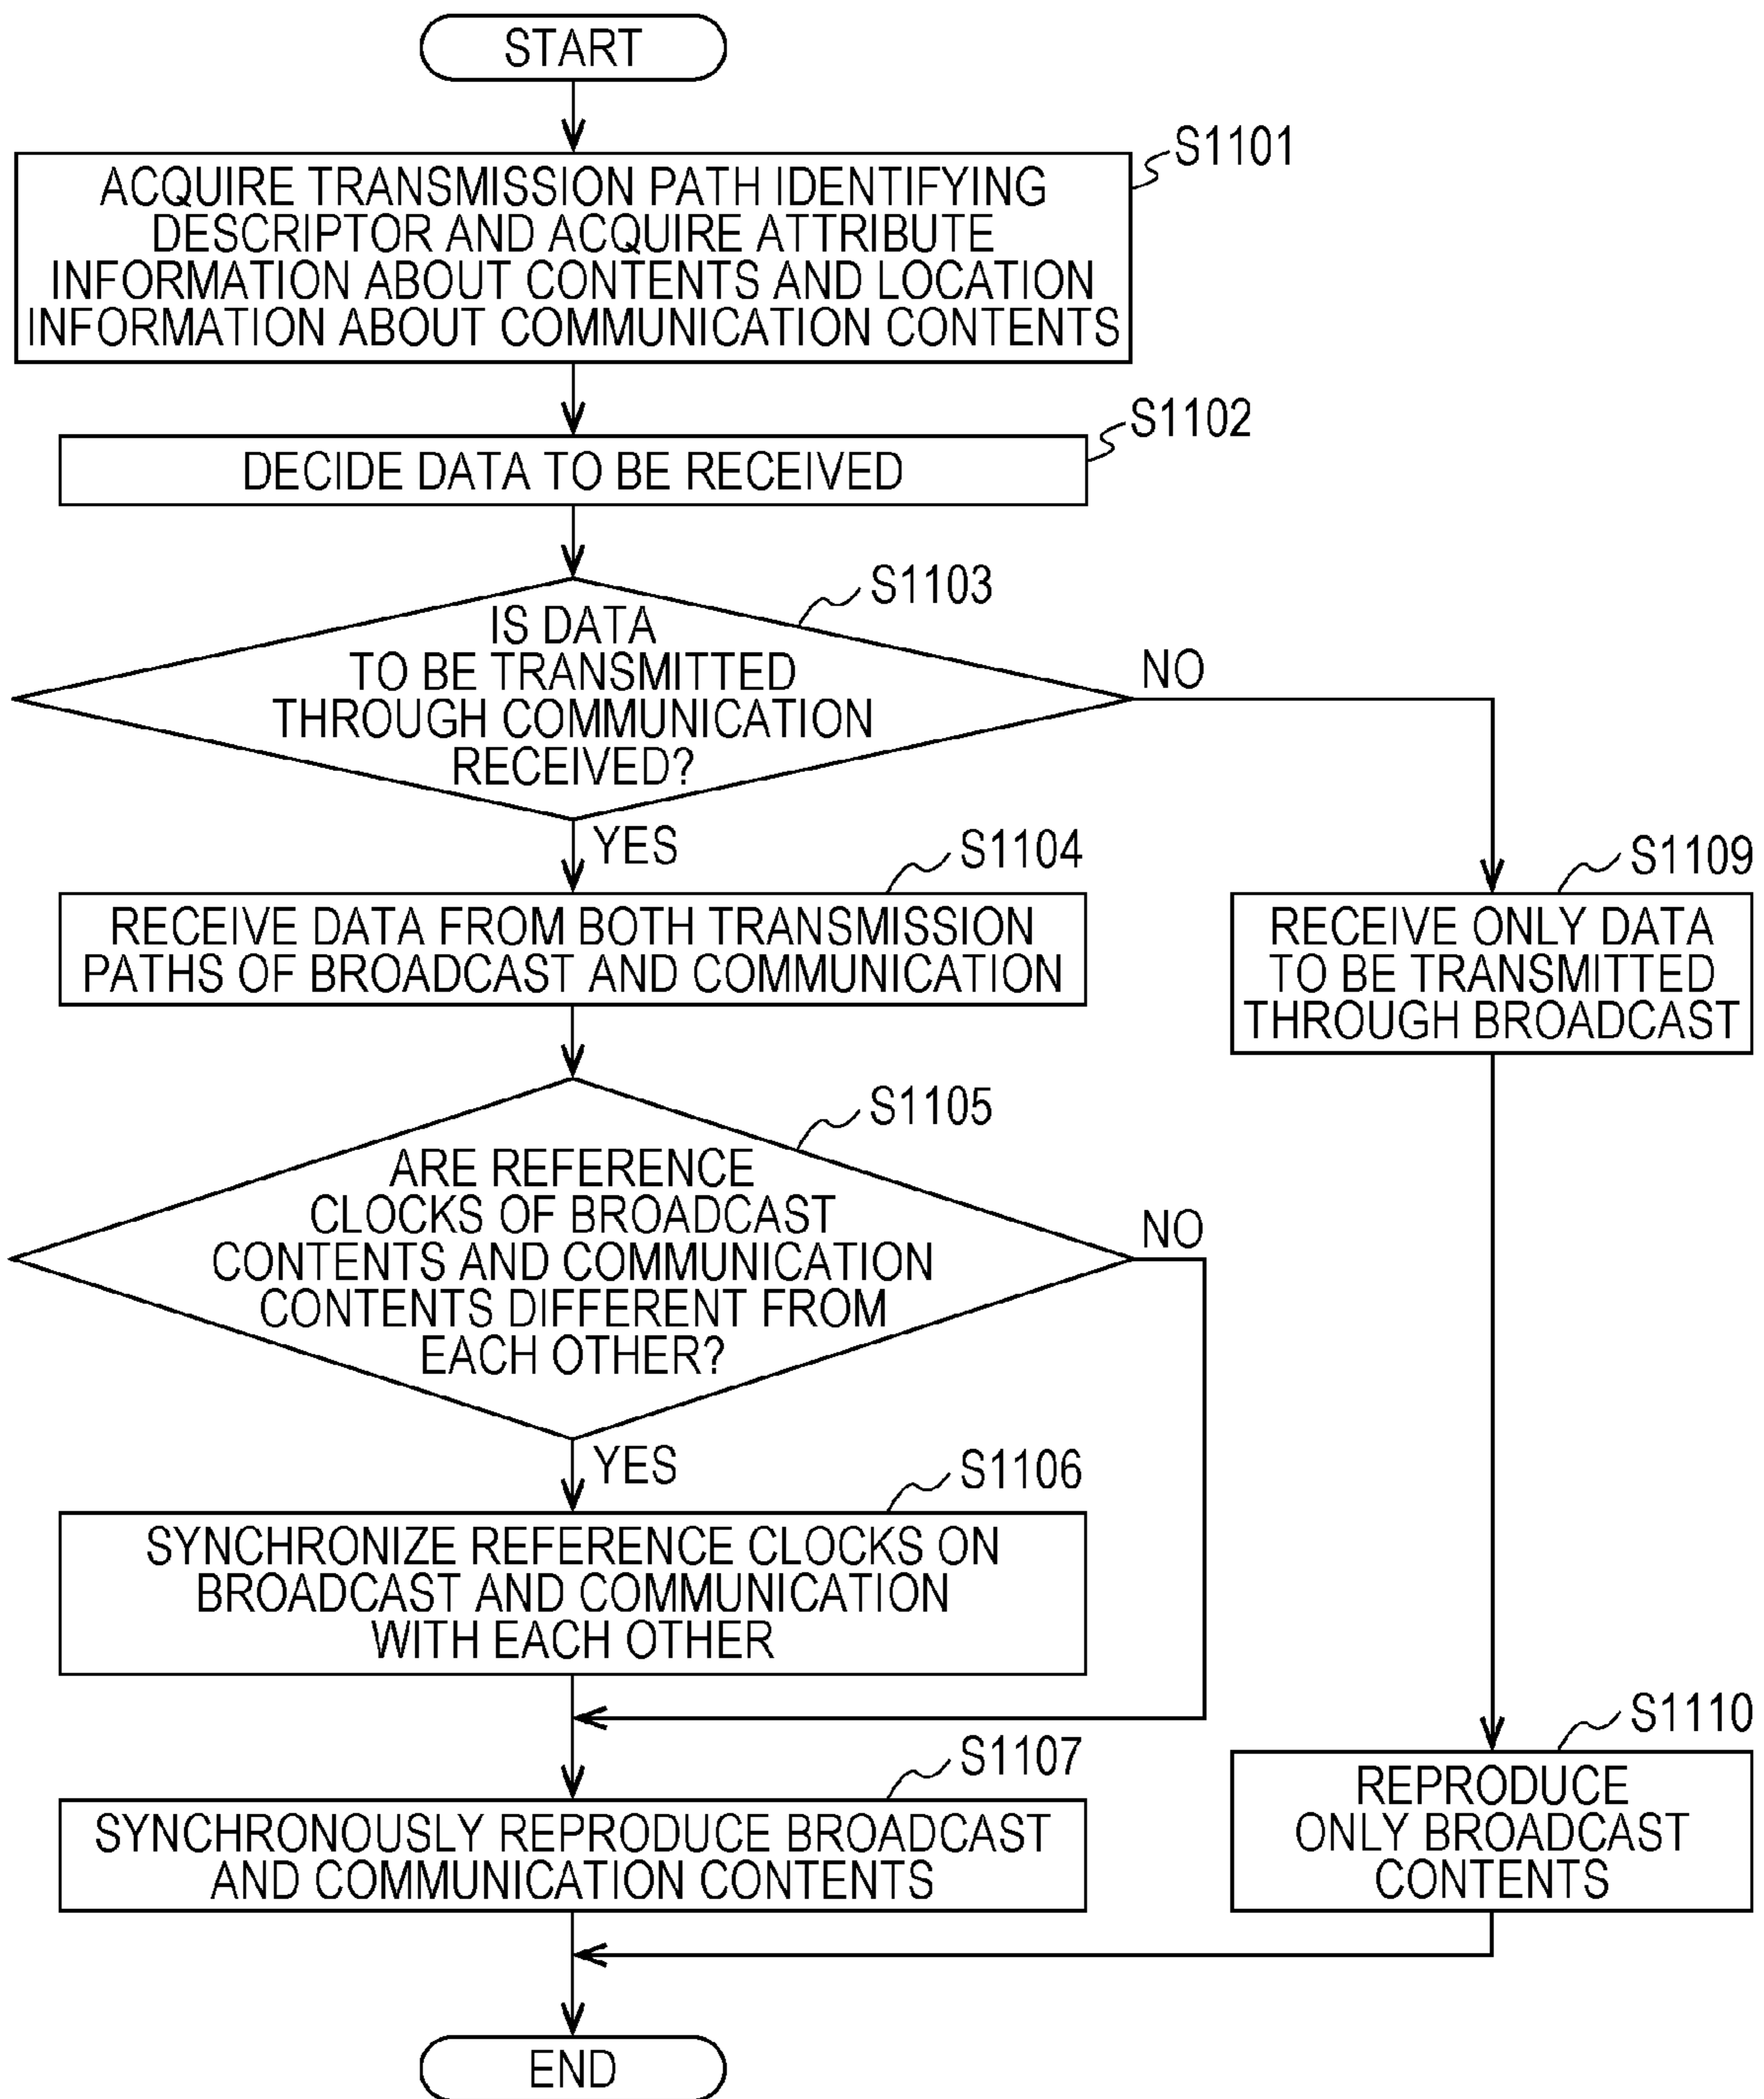 START
S1101
ACQUIRE TRANSMISSION PATH IDENTIFYING
DESCRIPTOR AND ACQUIRE ATTRIBUTE
INFORMATION ABOUT CONTENTS AND LOCATION
INFORMATION ABOUT COMMUNICATION CONTENTS
S1102
DECIDE DATA TO BE RECEIVED
S1103
IS DATA
TO BE TRANSMITTED
THROUGH COMMUNICATION
RECEIVED?
NO
YES
S1104
RECEIVE DATA FROM BOTH TRANSMISSION
PATHS OF BROADCAST AND COMMUNICATION
S1109
RECEIVE ONLY DATA
TO BE TRANSMITTED
THROUGH BROADCAST
S1105
ARE REFERENCE
CLOCKS OF BROADCAST
CONTENTS AND COMMUNICATION
CONTENTS DIFFERENT FROM
EACH OTHER?
NO
YES
S1106
SYNCHRONIZE REFERENCE CLOCKS ON
BROADCAST AND COMMUNICATION
WITH EACH OTHER
S1107
SYNCHRONOUSLY REPRODUCE BROADCAST
AND COMMUNICATION CONTENTS
S1110
REPRODUCE
ONLY BROADCAST
CONTENTS
END